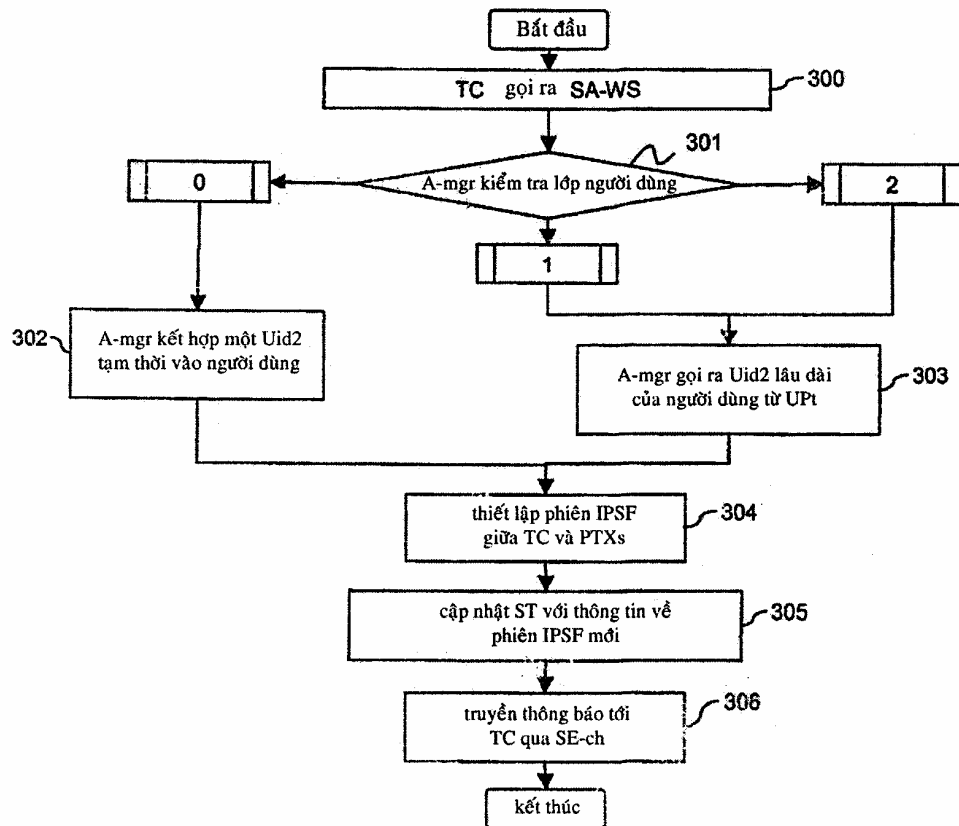 Bắt đầu
TC gọi ra SA-WS
300
301
A-mgr kiểm tra lớp người dùng
0
2
1
302
A-mgr kết hợp một Uid2
tạm thời vào người dùng
A-mgr gọi ra Uid2 lâu dài
của người dùng từ UPt
303
thiết lập phiên IPSF
giữa TC và PTXs
304
cập nhật ST với thông tin về
phiên IPSF mới
305
truyền thông báo tới
TC qua SE-ch
306
kết thúc